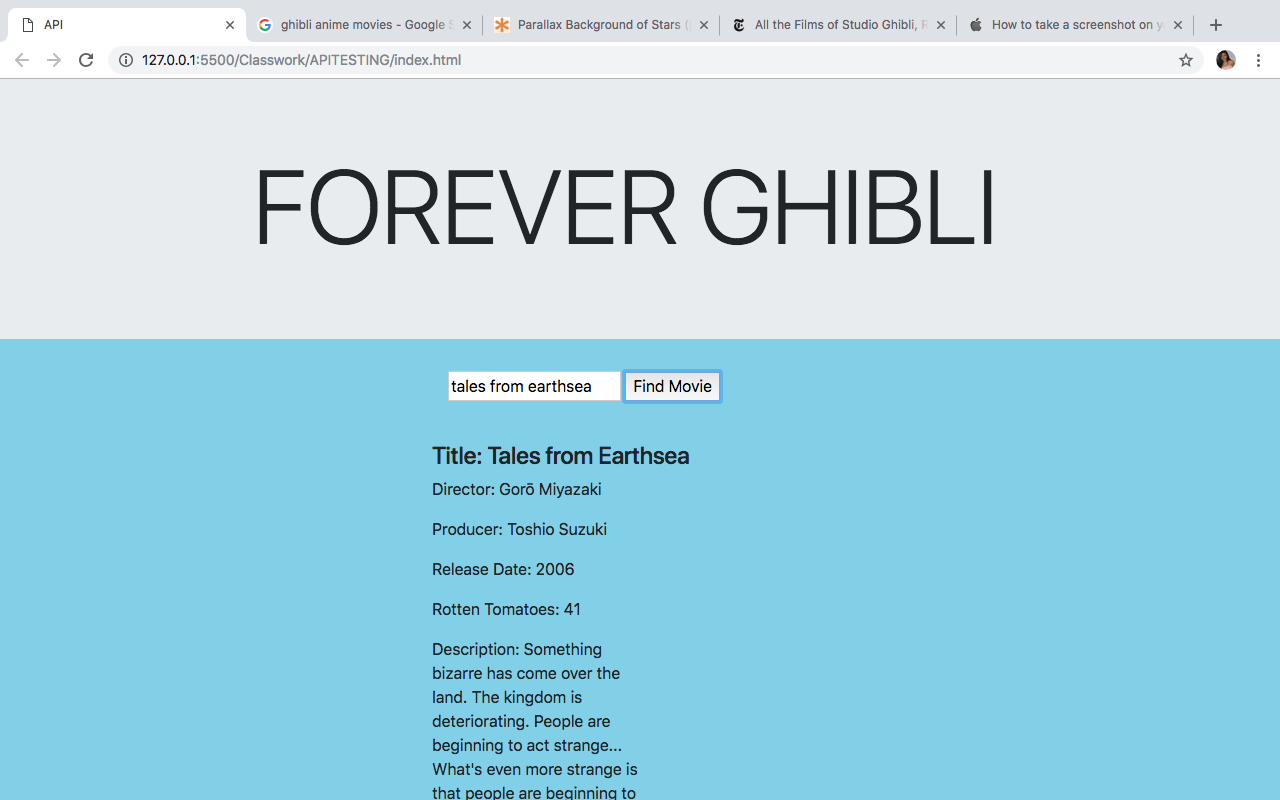 API
ghibli anime movies - Google S
Parallax Background of Stars (
All the Films of Studio Ghibli, R
How to take a screenshot on y
127.0.0.1:5500/Classwork/APITESTING/index.html
FOREVER GHIBLI
tales from earthsea
Find Movie
Title: Tales from Earthsea
Director: Gorō Miyazaki
Producer: Toshio Suzuki
Release Date: 2006
Rotten Tomatoes: 41
Description: Something
bizarre has come over the
land. The kingdom is
deteriorating. People are
beginning to act strange...
What's even more strange is
that people are beginning to